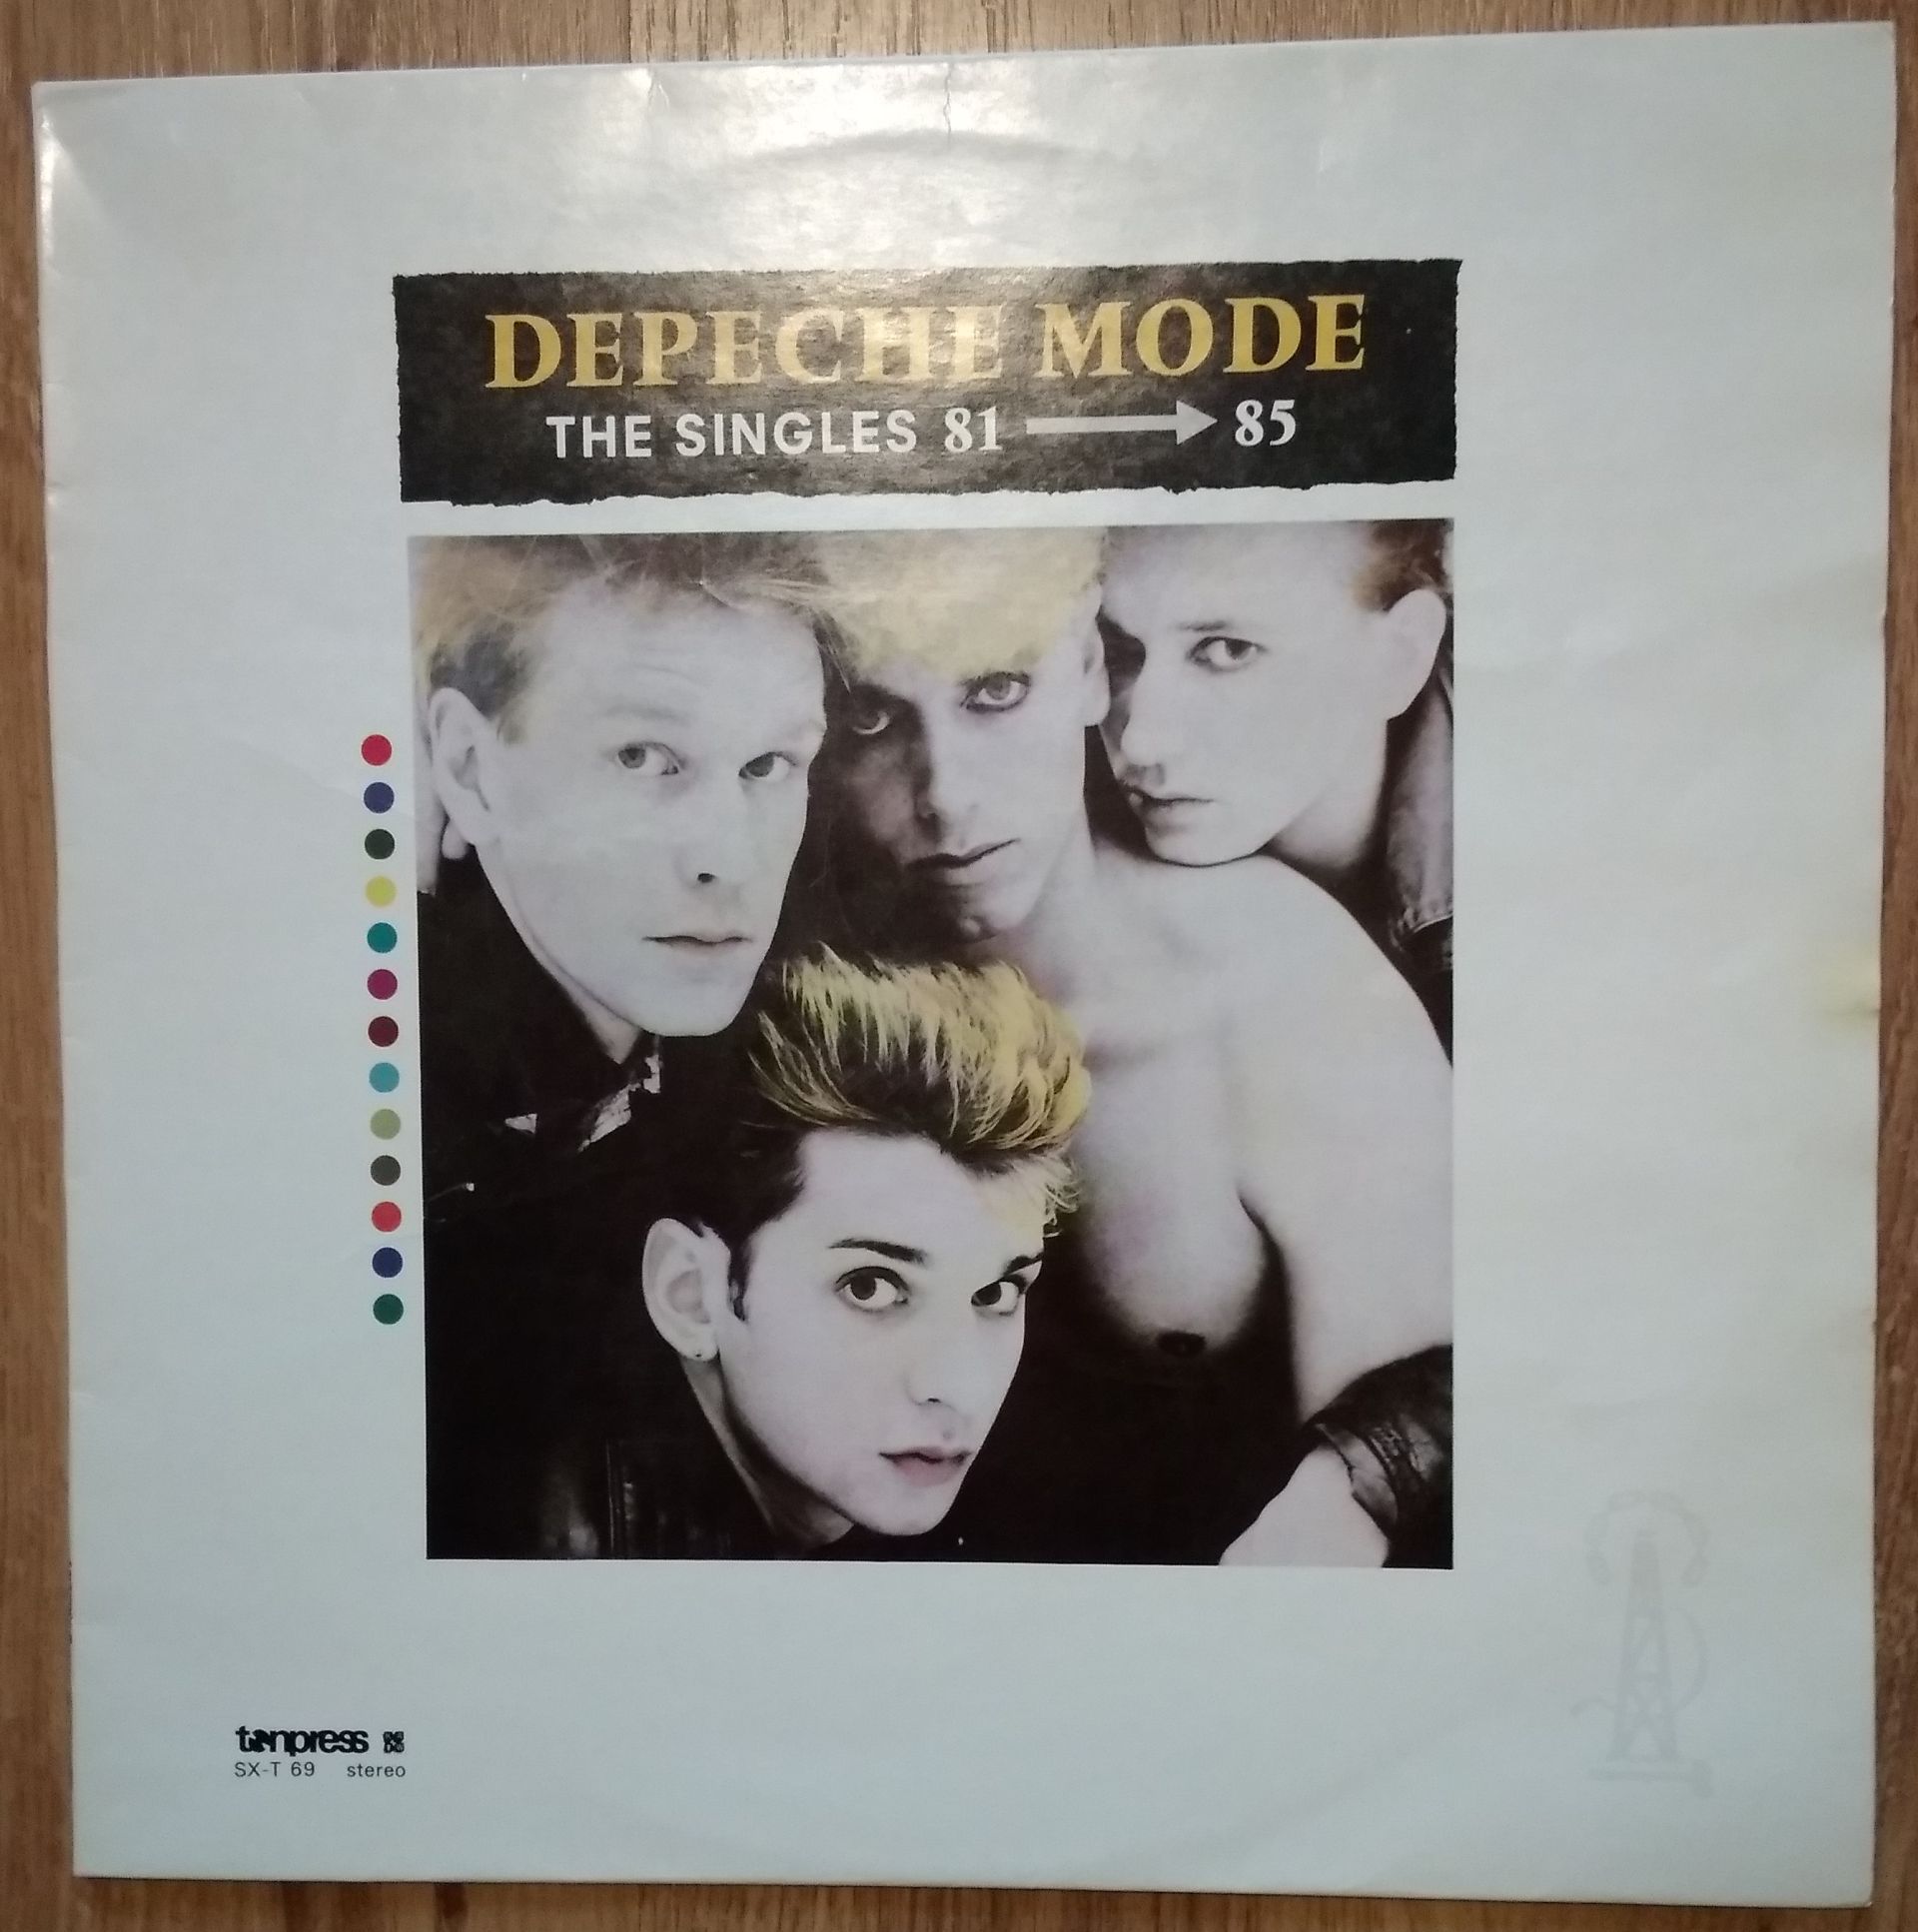 DEPECHE MODE
THE SINGLES 81 → 85
tonpress
SX-T 69 stereo